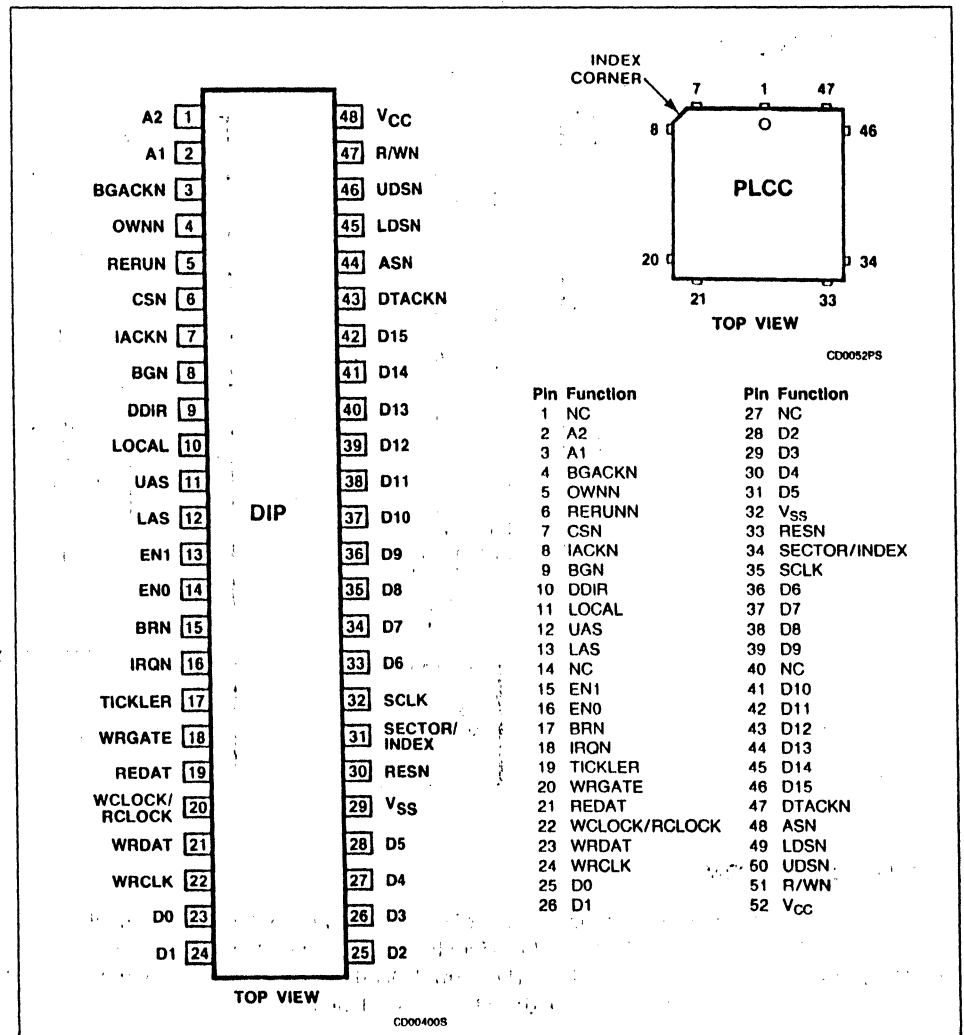 A2 1
A1 2
BGACKN 3
OWNN 4
RERUN 5
CSN 6
IACKN 7
BGN 8
DDIR 9
LOCAL 10
UAS 11
LAS 12
EN1 13
EN0 14
BRN 15
IRQN 16
TICKLER 17
WRGATE 18
REDAT 19
WCLOCK/
RCLOCK 20
WRDAT 21
WRCLK 22
D0 23
D1 24
DIP
48 VCC
47 R/WN
46 UDSN
45 LDSN
44 ASN
43 DTACKN
42 D15
41 D14
40 D13
39 D12
38 D11
37 D10
36 D9
35 D8
34 D7
33 D6
32 SCLK
31 SECTOR/
INDEX
30 RESN
29 VSS
28 D5
27 D4
26 D3
25 D2
TOP VIEW
CD00400S
INDEX
CORNER
7 1 47
8 46
PLCC
20 34
21 33
TOP VIEW
CD0052PS
Pin Function
1 NC
2 A2
3 A1
4 BGACKN
5 OWNN
6 RERUNN
7 CSN
8 IACKN
9 BGN
10 DDIR
11 LOCAL
12 UAS
13 LAS
14 NC
15 EN1
16 EN0
17 BRN
18 IRQN
19 TICKLER
20 WRGATE
21 REDAT
22 WCLOCK/RCLOCK
23 WRDAT
24 WRCLK
25 D0
26 D1
Pin Function
27 NC
28 D2
29 D3
30 D4
31 D5
32 VSS
33 RESN
34 SECTOR/INDEX
35 SCLK
36 D6
37 D7
38 D8
39 D9
40 NC
41 D10
42 D11
43 D12
44 D13
45 D14
46 D15
47 DTACKN
48 ASN
49 LDSN
50 UDSN
51 R/WN
52 VCC